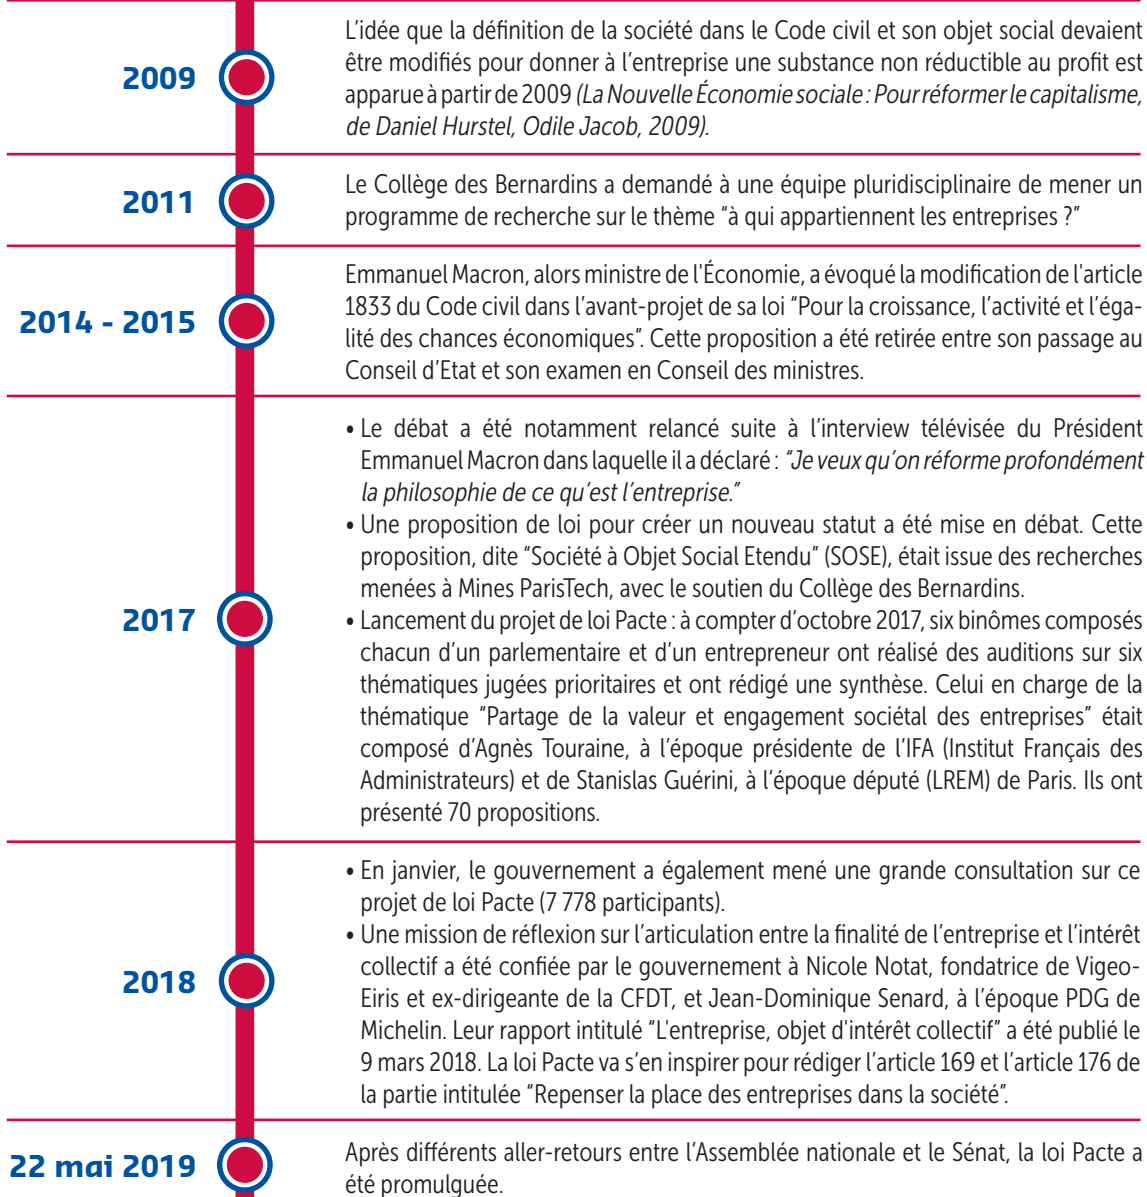 2009
L’idée que la définition de la société dans le Code civil et son objet social devaient
être modifiés pour donner à l’entreprise une substance non réductible au profit est
apparue à partir de 2009 (La Nouvelle Économie sociale : Pour réformer le capitalisme,
de Daniel Hurstel, Odile Jacob, 2009).
2011
Le Collège des Bernardins a demandé à une équipe pluridisciplinaire de mener un
programme de recherche sur le thème “à qui appartiennent les entreprises ?”
2014 - 2015
Emmanuel Macron, alors ministre de l'Économie, a évoqué la modification de l'article
1833 du Code civil dans l’avant-projet de sa loi “Pour la croissance, l’activité et l’éga-
lité des chances économiques”. Cette proposition a été retirée entre son passage au
Conseil d’Etat et son examen en Conseil des ministres.
2017
• Le débat a été notamment relancé suite à l’interview télévisée du Président
Emmanuel Macron dans laquelle il a déclaré : “Je veux qu’on réforme profondément
la philosophie de ce qu’est l’entreprise.”
• Une proposition de loi pour créer un nouveau statut a été mise en débat. Cette
proposition, dite “Société à Objet Social Etendu” (SOSE), était issue des recherches
menées à Mines ParisTech, avec le soutien du Collège des Bernardins.
• Lancement du projet de loi Pacte : à compter d’octobre 2017, six binômes composés
chacun d’un parlementaire et d’un entrepreneur ont réalisé des auditions sur six
thématiques jugées prioritaires et ont rédigé une synthèse. Celui en charge de la
thématique “Partage de la valeur et engagement sociétal des entreprises” était
composé d’Agnès Touraine, à l’époque présidente de l’IFA (Institut Français des
Administrateurs) et de Stanislas Guérini, à l’époque député (LREM) de Paris. Ils ont
présenté 70 propositions.
2018
• En janvier, le gouvernement a également mené une grande consultation sur ce
projet de loi Pacte (7 778 participants).
• Une mission de réflexion sur l’articulation entre la finalité de l’entreprise et l’intérêt
collectif a été confiée par le gouvernement à Nicole Notat, fondatrice de Vigeo-
Eiris et ex-dirigeante de la CFDT, et Jean-Dominique Senard, à l’époque PDG de
Michelin. Leur rapport intitulé “L'entreprise, objet d'intérêt collectif” a été publié le
9 mars 2018. La loi Pacte va s’en inspirer pour rédiger l’article 169 et l’article 176 de
la partie intitulée “Repenser la place des entreprises dans la société”.
22 mai 2019
Après différents aller-retours entre l’Assemblée nationale et le Sénat, la loi Pacte a
été promulguée.